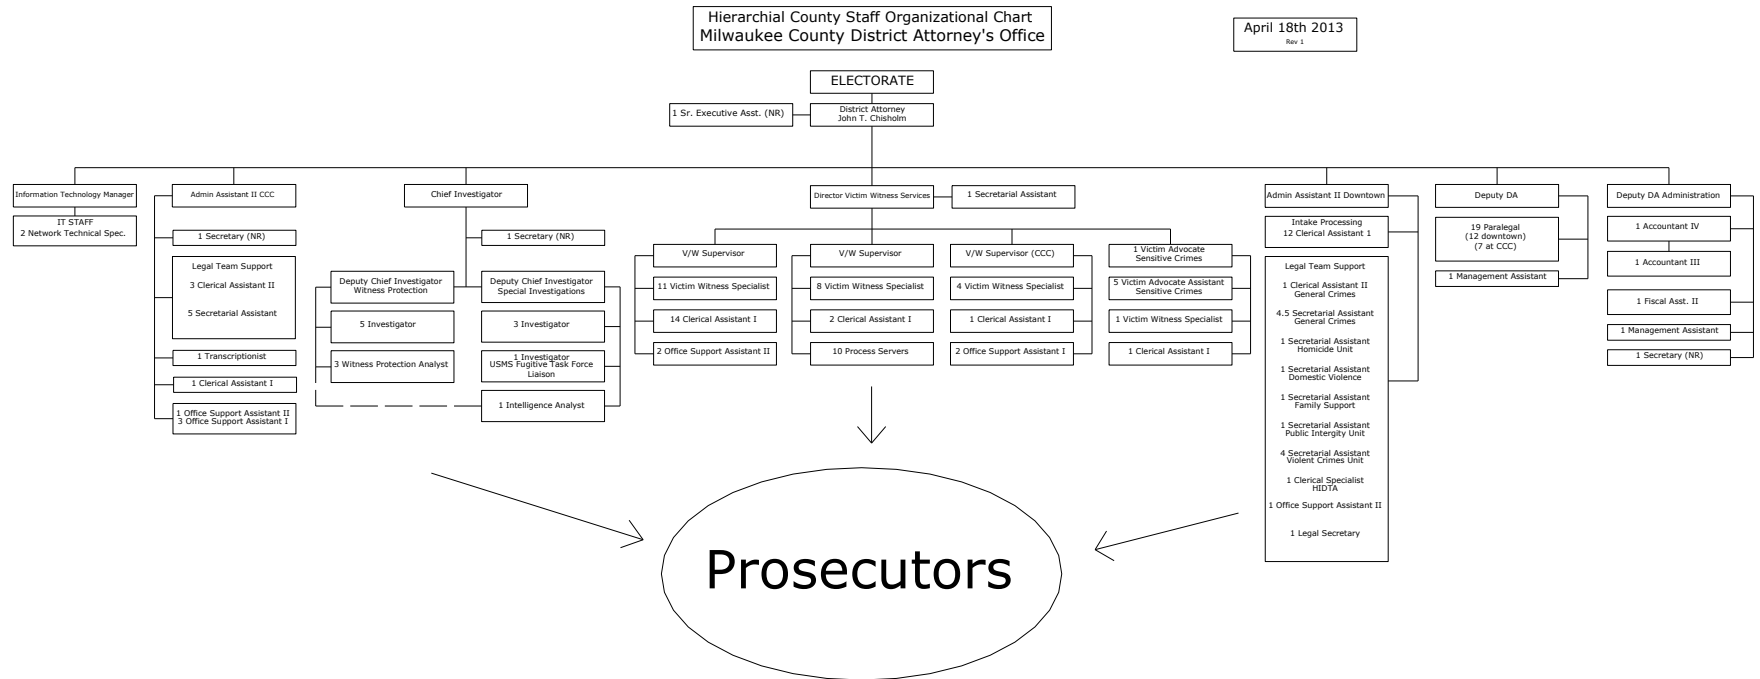 Hierarchial County Staff Organizational Chart
Milwaukee County District Attorney's Office
April 18th 2013
Rev 1
ELECTORATE
1 Sr. Executive Asst. (NR)
District Attorney
John T. Chisholm
Information Technology Manager
IT STAFF
2 Network Technical Spec.
Admin Assistant II CCC
1 Secretary (NR)
Legal Team Support
3 Clerical Assistant II
5 Secretarial Assistant
1 Transcriptionist
1 Clerical Assistant I
1 Office Support Assistant II
3 Office Support Assistant I
Chief Investigator
1 Secretary (NR)
Deputy Chief Investigator
Witness Protection
5 Investigator
3 Witness Protection Analyst
Deputy Chief Investigator
Special Investigations
3 Investigator
1 Investigator
USMS Fugitive Task Force
Liaison
1 Intelligence Analyst
Director Victim Witness Services
1 Secretarial Assistant
V/W Supervisor
11 Victim Witness Specialist
14 Clerical Assistant I
2 Office Support Assistant II
V/W Supervisor
8 Victim Witness Specialist
2 Clerical Assistant I
10 Process Servers
V/W Supervisor (CCC)
4 Victim Witness Specialist
1 Clerical Assistant I
2 Office Support Assistant I
1 Victim Advocate
Sensitive Crimes
5 Victim Advocate Assistant
Sensitive Crimes
1 Victim Witness Specialist
1 Clerical Assistant I
Admin Assistant II Downtown
Intake Processing
12 Clerical Assistant 1
Legal Team Support
1 Clerical Assistant II
General Crimes
4.5 Secretarial Assistant
General Crimes
1 Secretarial Assistant
Homicide Unit
1 Secretarial Assistant
Domestic Violence
1 Secretarial Assistant
Family Support
1 Secretarial Assistant
Public Intergity Unit
4 Secretarial Assistant
Violent Crimes Unit
1 Clerical Specialist
HIDTA
1 Office Support Assistant II
1 Legal Secretary
Deputy DA
19 Paralegal
(12 downtown)
(7 at CCC)
1 Management Assistant
Deputy DA Administration
1 Accountant IV
1 Accountant III
1 Fiscal Asst. II
1 Management Assistant
1 Secretary (NR)
Prosecutors